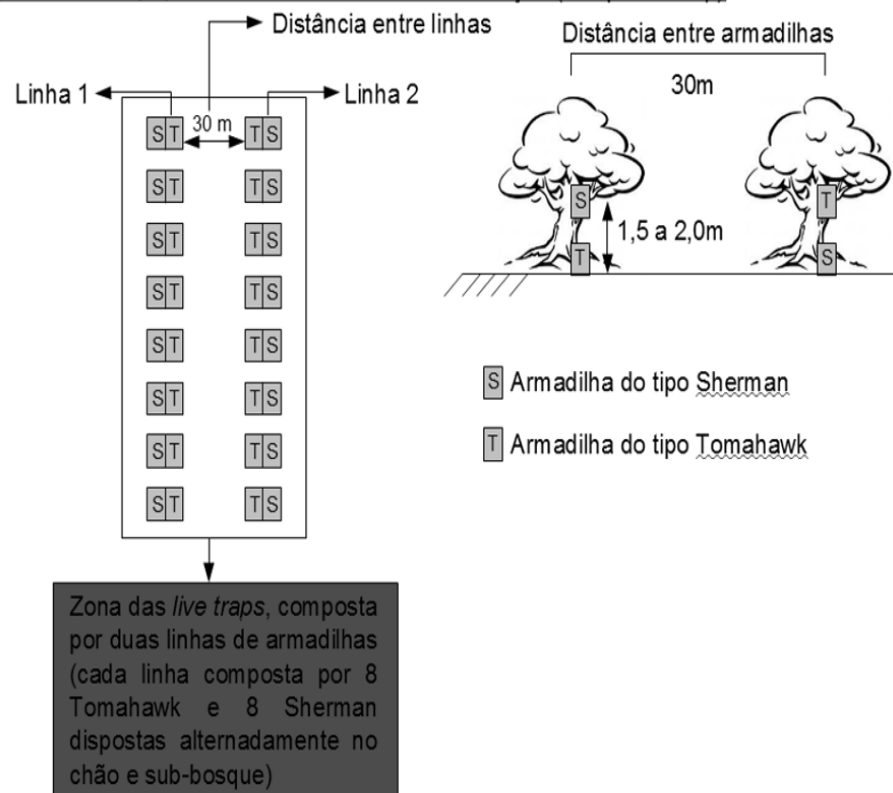 Distância entre linhas
Linha 1
Linha 2
30 m
S T T S
S T T S
S T T S
S T T S
S T T S
S T T S
S T T S
S T T S
Distância entre armadilhas
30m
S
T
1,5 a 2,0m
T
S
S Armadilha do tipo Sherman
T Armadilha do tipo Tomahawk
Zona das live traps, composta
por duas linhas de armadilhas
(cada linha composta por 8
Tomahawk e 8 Sherman
dispostas alternadamente no
chão e sub-bosque)